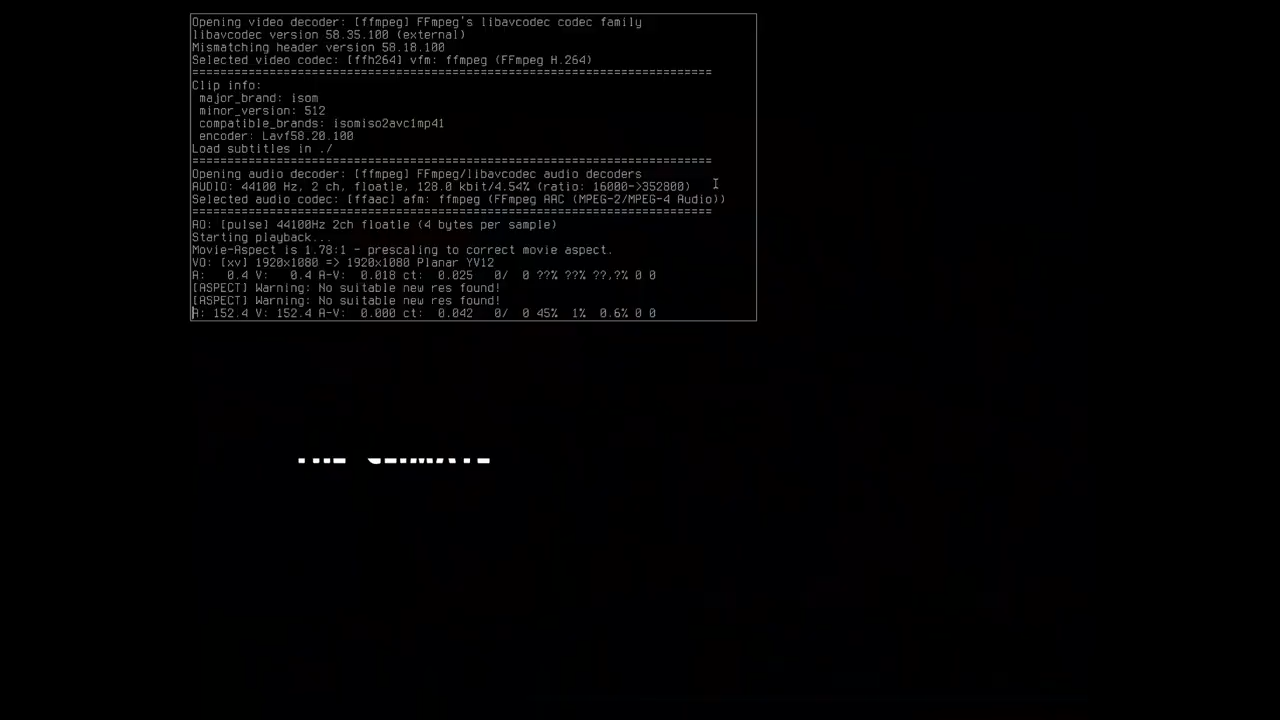 Opening video decoder: [ffmpeg] FFmpeg's libavcodec codec family
libavcodec version 58.35.100 (external)
Mismatching header version 58.18.100
Selected video codec: [ffh264] vfm: ffmpeg (FFmpeg H.264)
==========================================================================
Clip info:
 major_brand: isom
 minor_version: 512
 compatible_brands: isomiso2avc1mp41
 encoder: Lavf58.20.100
Load subtitles in ./
==========================================================================
Opening audio decoder: [ffmpeg] FFmpeg/libavcodec audio decoders
AUDIO: 44100 Hz, 2 ch, floatle, 128.0 kbit/4.54% (ratio: 16000->352800)
Selected audio codec: [ffaac] afm: ffmpeg (FFmpeg AAC (MPEG-2/MPEG-4 Audio))
==========================================================================
AO: [pulse] 44100Hz 2ch floatle (4 bytes per sample)
Starting playback...
Movie-Aspect is 1.78:1 - prescaling to correct movie aspect.
VO: [xv] 1920x1080 => 1920x1080 Planar YV12
A:   0.4 V:   0.4 A-V:  0.018 ct:  0.025   0/  0 ??% ??% ??,?% 0 0
[ASPECT] Warning: No suitable new res found!
[ASPECT] Warning: No suitable new res found!
A: 152.4 V: 152.4 A-V:  0.000 ct:  0.042   0/  0 45%  1%  0.6% 0 0